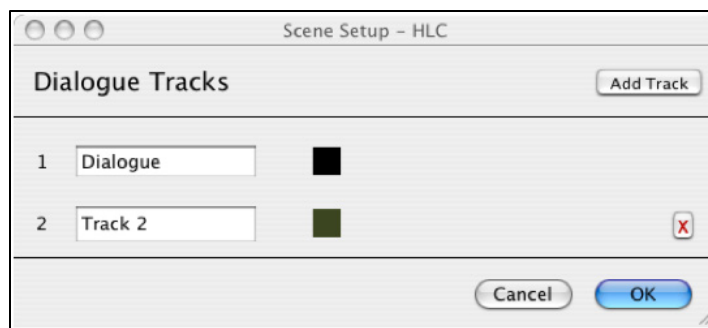 Scene Setup – HLC
Dialogue Tracks
Add Track
1 Dialogue
2 Track 2
X
Cancel OK